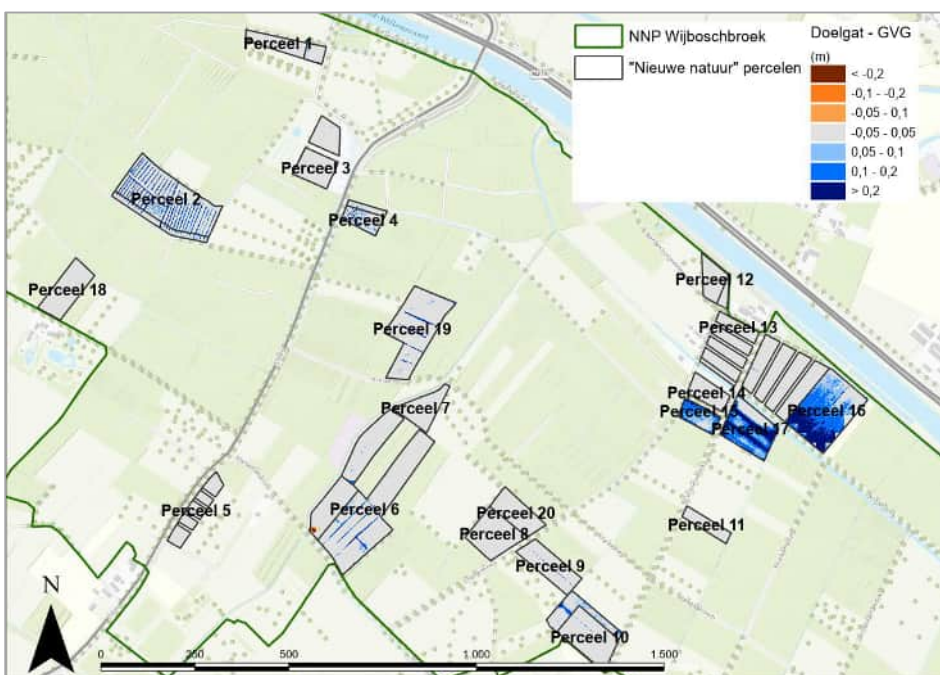 Perceel 1
NNP Wijboschbroek
"Nieuwe natuur" percelen
Doelgat - GVG
(m)
< -0,2
-0,1 - -0,2
-0,05 - 0,1
-0,05 - 0,05
0,05 - 0,1
0,1 - 0,2
> 0,2
Perceel 3
Perceel 2
Perceel 4
Perceel 12
Perceel 18
Perceel 19
Perceel 13
Perceel 14
Perceel 15
Perceel 16
Perceel 7
Perceel 17
Perceel 5
Perceel 6
Perceel 20
Perceel 8
Perceel 11
Perceel 9
Perceel 10
N
0 250 500 1.000 1.500